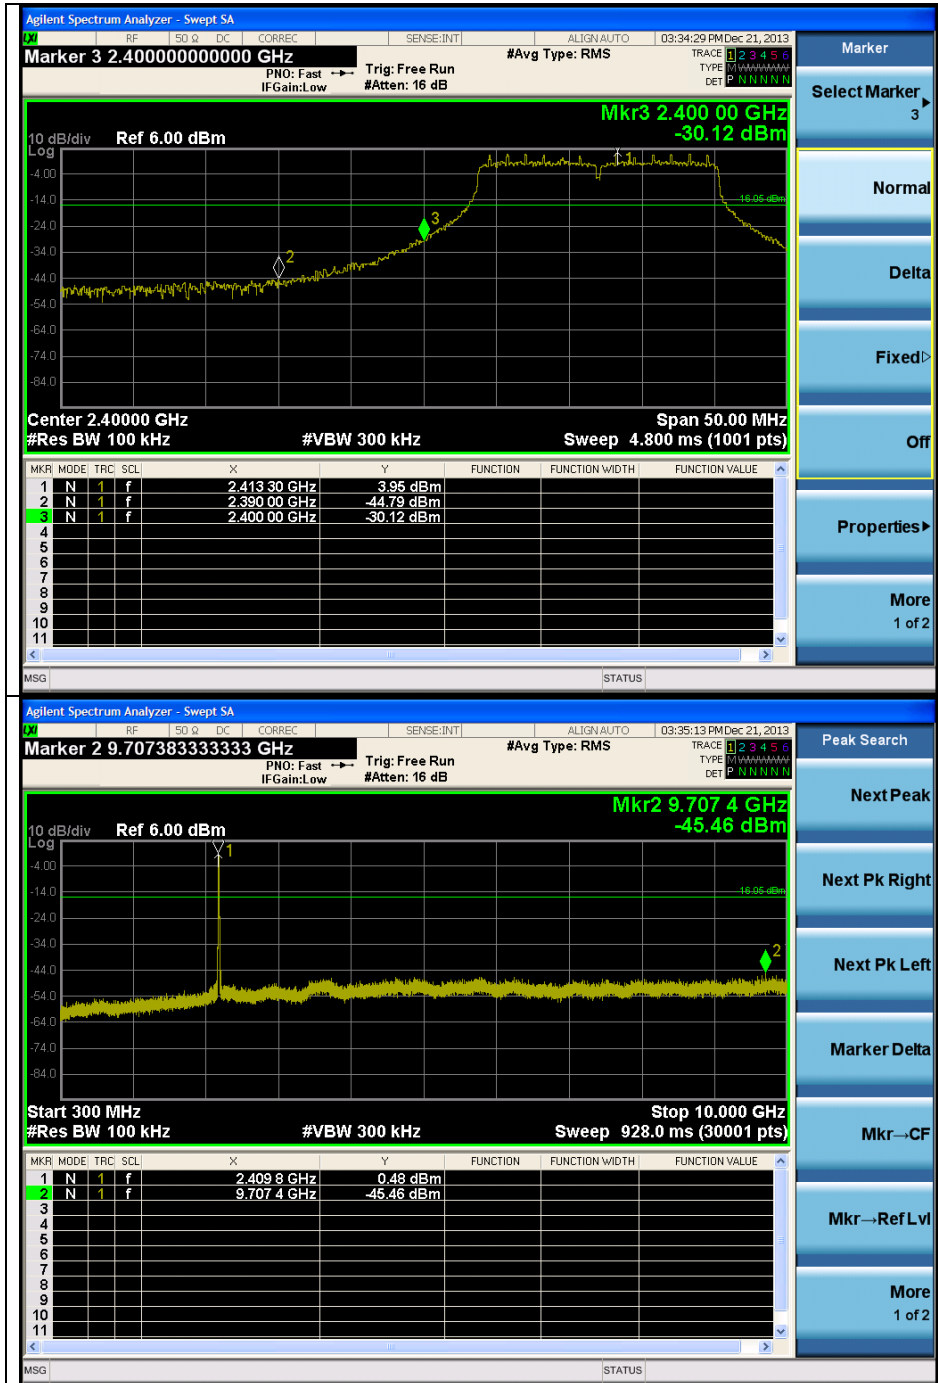 Agilent Spectrum Analyzer - Swept SA
LXI RF 50 Ω DC CORREC SENSE:INT ALIGN AUTO 03:34:29 PM Dec 21, 2013
Marker 3 2.400000000000 GHz
PNO: Fast
IFGain:Low
Trig: Free Run
#Atten: 16 dB
#Avg Type: RMS
TRACE 1 2 3 4 5 6
TYPE M WWWWW
DET P N N N N N
Mkr3 2.400 00 GHz
-30.12 dBm
10 dB/div Ref 6.00 dBm
Log
-4.00
-14.0
-24.0
-34.0
-44.0
-54.0
-64.0
-74.0
-84.0
1
2
3
-16.05 dBm
Center 2.40000 GHz Span 50.00 MHz
#Res BW 100 kHz #VBW 300 kHz Sweep 4.800 ms (1001 pts)
MKR MODE TRC SCL X Y FUNCTION FUNCTION WIDTH FUNCTION VALUE
1 N 1 f 2.413 30 GHz 3.95 dBm
2 N 1 f 2.390 00 GHz -44.79 dBm
3 N 1 f 2.400 00 GHz -30.12 dBm
4
5
6
7
8
9
10
11
MSG STATUS
Marker
Select Marker
3
Normal
Delta
Fixed
Off
Properties
More
1 of 2
Agilent Spectrum Analyzer - Swept SA
LXI RF 50 Ω DC CORREC SENSE:INT ALIGN AUTO 03:35:13 PM Dec 21, 2013
Marker 2 9.707383333333 GHz
PNO: Fast
IFGain:Low
Trig: Free Run
#Atten: 16 dB
#Avg Type: RMS
TRACE 1 2 3 4 5 6
TYPE M WWWWW
DET P N N N N N
Mkr2 9.707 4 GHz
-45.46 dBm
10 dB/div Ref 6.00 dBm
Log
-4.00
-14.0
-24.0
-34.0
-44.0
-54.0
-64.0
-74.0
-84.0
1
2
-16.05 dBm
Start 300 MHz Stop 10.000 GHz
#Res BW 100 kHz #VBW 300 kHz Sweep 928.0 ms (30001 pts)
MKR MODE TRC SCL X Y FUNCTION FUNCTION WIDTH FUNCTION VALUE
1 N 1 f 2.409 8 GHz 0.48 dBm
2 N 1 f 9.707 4 GHz -45.46 dBm
3
4
5
6
7
8
9
10
11
MSG STATUS
Peak Search
Next Peak
Next Pk Right
Next Pk Left
Marker Delta
Mkr→CF
Mkr→Ref Lvl
More
1 of 2